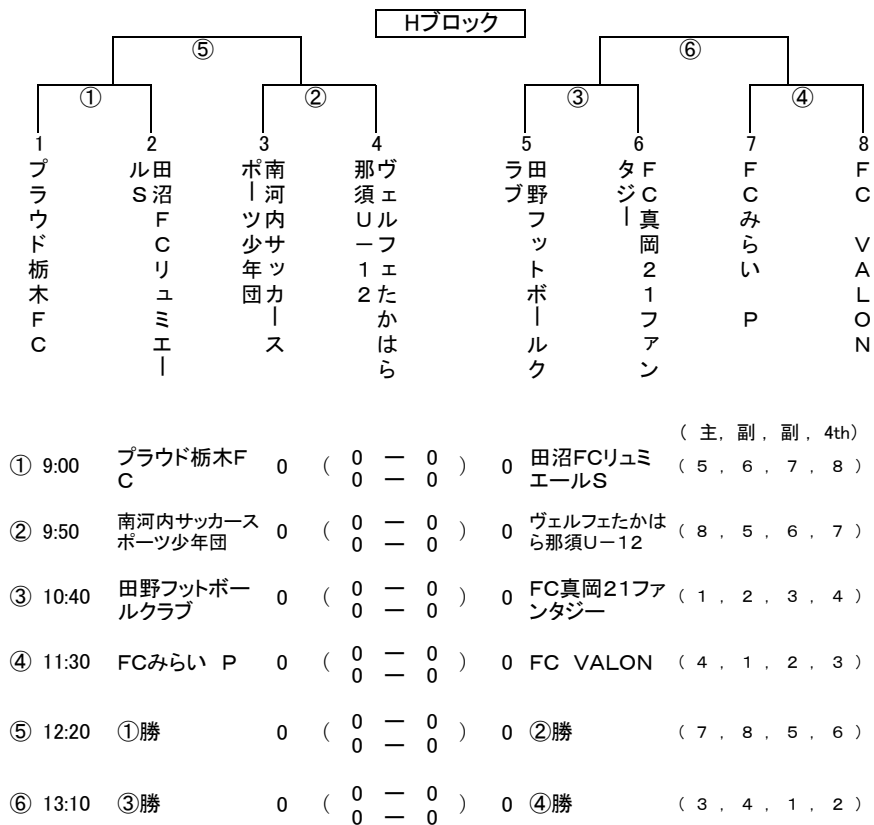 Hブロック
⑤ ⑥
① ② ③ ④
1 2 3 4 5 6 7 8
プラウド栃木FC
田沼FCリュミエー
ルS
南河内サッカース
ポーツ少年団
ヴェルフェたかはら
那須U－12
田野フットボールク
ラブ
FC真岡21ファン
タジー
FCみらい　P
FC　VALON
（ 主, 副 , 副 , 4th）
① 9:00 プラウド栃木F
C 0 （ 0 ー 0 ） 0 田沼FCリュミ
エールS （ 5 , 6 , 7 , 8 ）
0 ー 0
② 9:50 南河内サッカース
ポーツ少年団 0 （ 0 ー 0 ） 0 ヴェルフェたかは
ら那須U－12 （ 8 , 5 , 6 , 7 ）
0 ー 0
③ 10:40 田野フットボー
ルクラブ 0 （ 0 ー 0 ） 0 FC真岡21ファ
ンタジー （ 1 , 2 , 3 , 4 ）
0 ー 0
④ 11:30 FCみらい　P 0 （ 0 ー 0 ） 0 FC　VALON （ 4 , 1 , 2 , 3 ）
0 ー 0
⑤ 12:20 ①勝 0 （ 0 ー 0 ） 0 ②勝 （ 7 , 8 , 5 , 6 ）
0 ー 0
⑥ 13:10 ③勝 0 （ 0 ー 0 ） 0 ④勝 （ 3 , 4 , 1 , 2 ）
0 ー 0